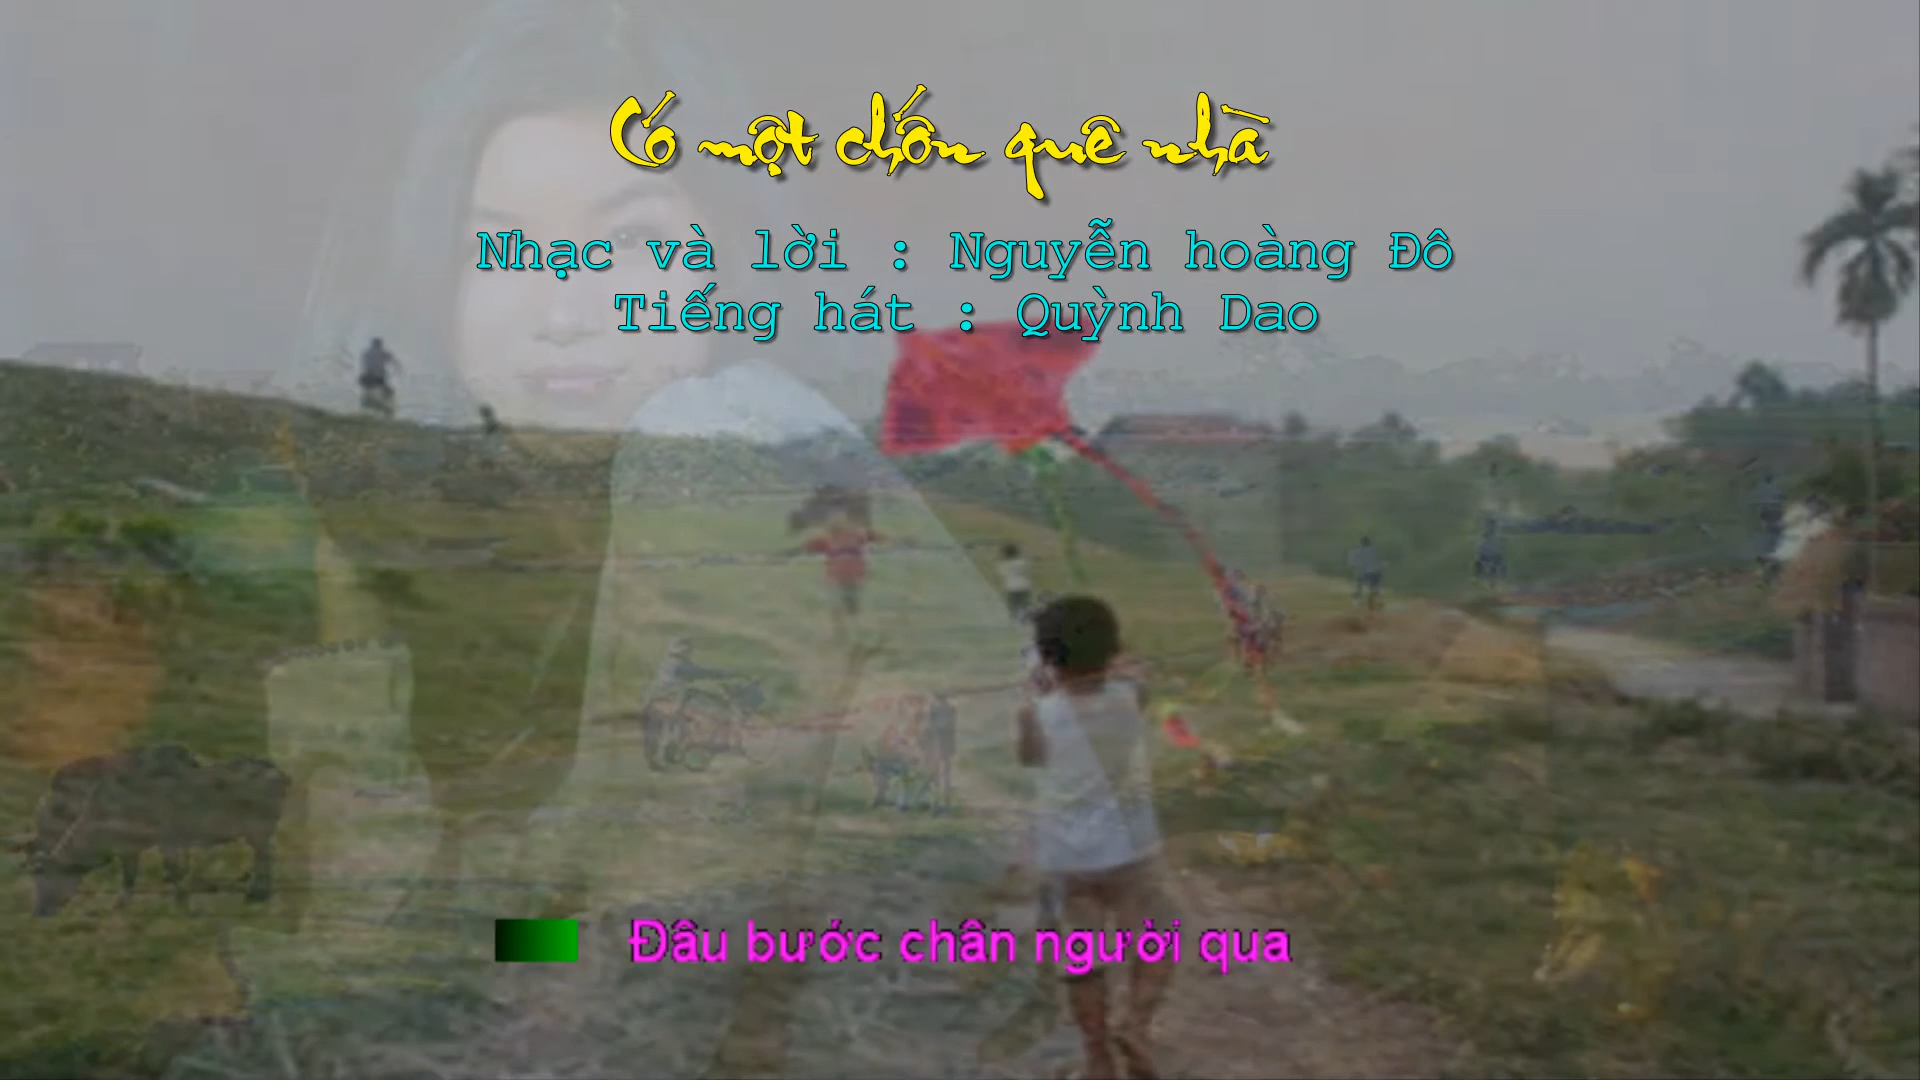 Có một chốn quê nhà
Nhạc và lời : Nguyễn hoàng Đô
Tiếng hát : Quỳnh Dao
Đâu bước chân người qua